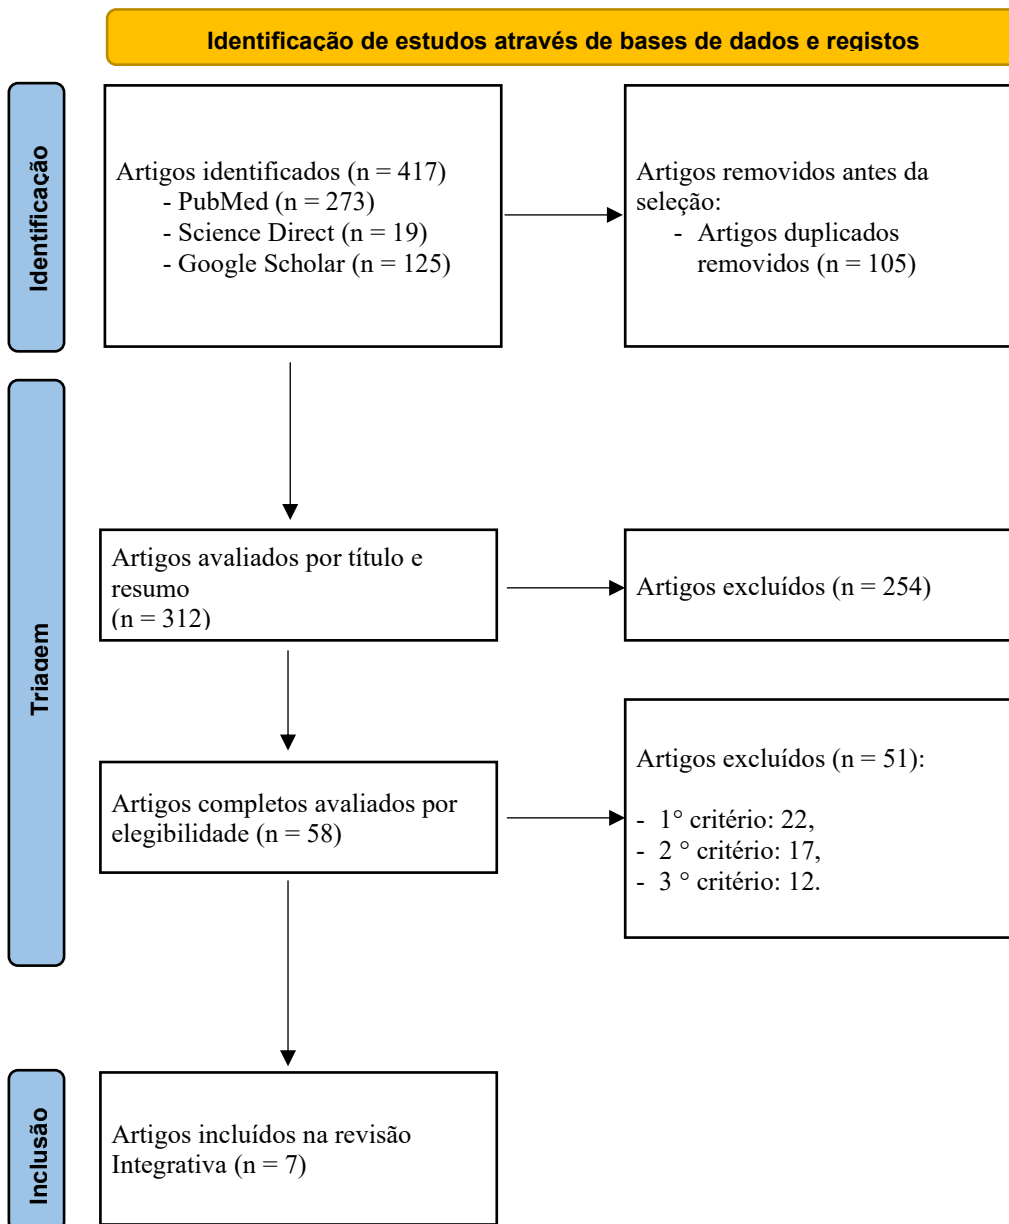 Identificação de estudos através de bases de dados e registos
Identificação
Artigos identificados (n = 417)
- PubMed (n = 273)
- Science Direct (n = 19)
- Google Scholar (n = 125)
Artigos removidos antes da
seleção:
- Artigos duplicados
removidos (n = 105)
Triagem
Artigos avaliados por título e
resumo
(n = 312)
Artigos excluídos (n = 254)
Artigos completos avaliados por
elegibilidade (n = 58)
Artigos excluídos (n = 51):
- 1° critério: 22,
- 2 ° critério: 17,
- 3 ° critério: 12.
Inclusão
Artigos incluídos na revisão
Integrativa (n = 7)